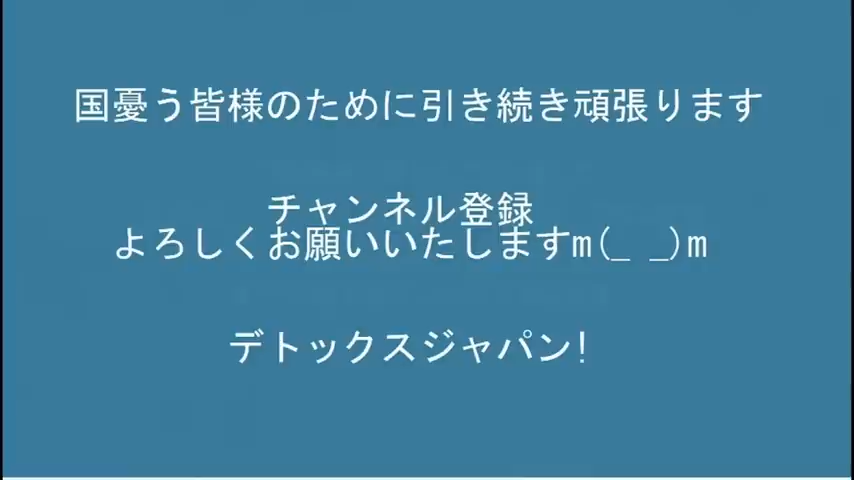 国憂う皆様のために引き続き頑張ります
チャンネル登録
よろしくお願いいたしますm(_ _)m
デトックスジャパン!